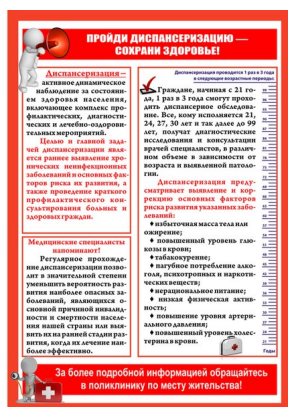 ПРОЙДИ ДИСПАНСЕРИЗАЦИЮ —
СОХРАНИ ЗДОРОВЬЕ!
Диспансеризация –
активное динамическое
наблюдение за состояни-
ем здоровья населения,
включающее комплекс про-
филактических, диагности-
ческих и лечебно-оздорови-
тельных мероприятий.
Целью и главной зада-
чей диспансеризации явля-
ется раннее выявление хро-
нических неинфекционных
заболеваний и основных фак-
торов риска их развития, а
также проведение краткого
профилактического кон-
сультирования больных и
здоровых граждан.
Медицинские специалисты
напоминают!
Регулярное прохожде-
ние диспансеризации позво-
лит в значительной степени
уменьшить вероятность разви-
тия наиболее опасных за-
болеваний, являющихся о-
сновной причиной инвалид-
ности и смертности населе-
ния нашей страны или выя-
вить их на ранней стадии раз-
вития, когда их лечение наи-
более эффективно.
Диспансеризация проводится 1 раз в 3 года
в следующие возрастные периоды:
Граждане, начиная с 21 го-
да, 1 раз в 3 года смогут прохо-
дить диспансерное обследова-
ние. Все, кому исполняется 21,
24, 27, 30 лет и так далее до 99
лет, получат диагностические
исследования и консультации
врачей специалистов, в различ-
ном объеме в зависимости от
возраста и выявленной патоло-
гии.
Диспансеризация преду-
сматривает выявление и кор-
рекцию основных факторов
риска развития указанных забо-
леваний:
♦ избыточная масса тела или
ожирение;
♦ повышенный уровень глю-
козы в крови;
♦ табакокурение;
♦ пагубное потребление алко-
голя, психотропных и наркоти-
ческих веществ;
♦ нерациональное питание;
♦ низкая физическая актив-
ность;
♦ повышение уровня артери-
ального давления;
♦ повышенный уровень холес-
терина в крови.
Годы
За более подробной информацией обращайтесь
в поликлинику по месту жительства!